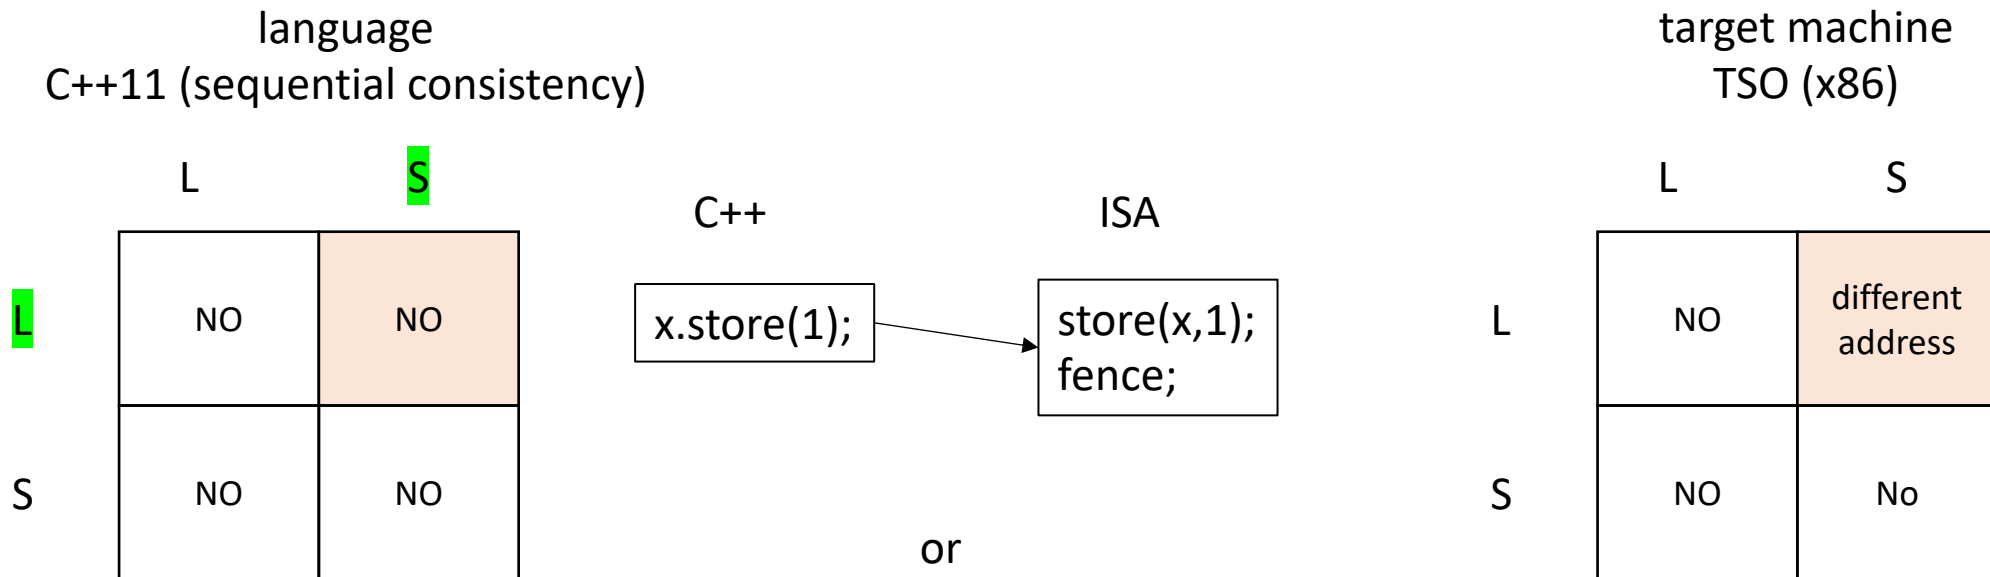 language
C++11 (sequential consistency)
L S
L NO NO
S NO NO
C++
x.store(1);
ISA
store(x,1);
fence;
or
target machine
TSO (x86)
L S
L NO different
address
S NO No